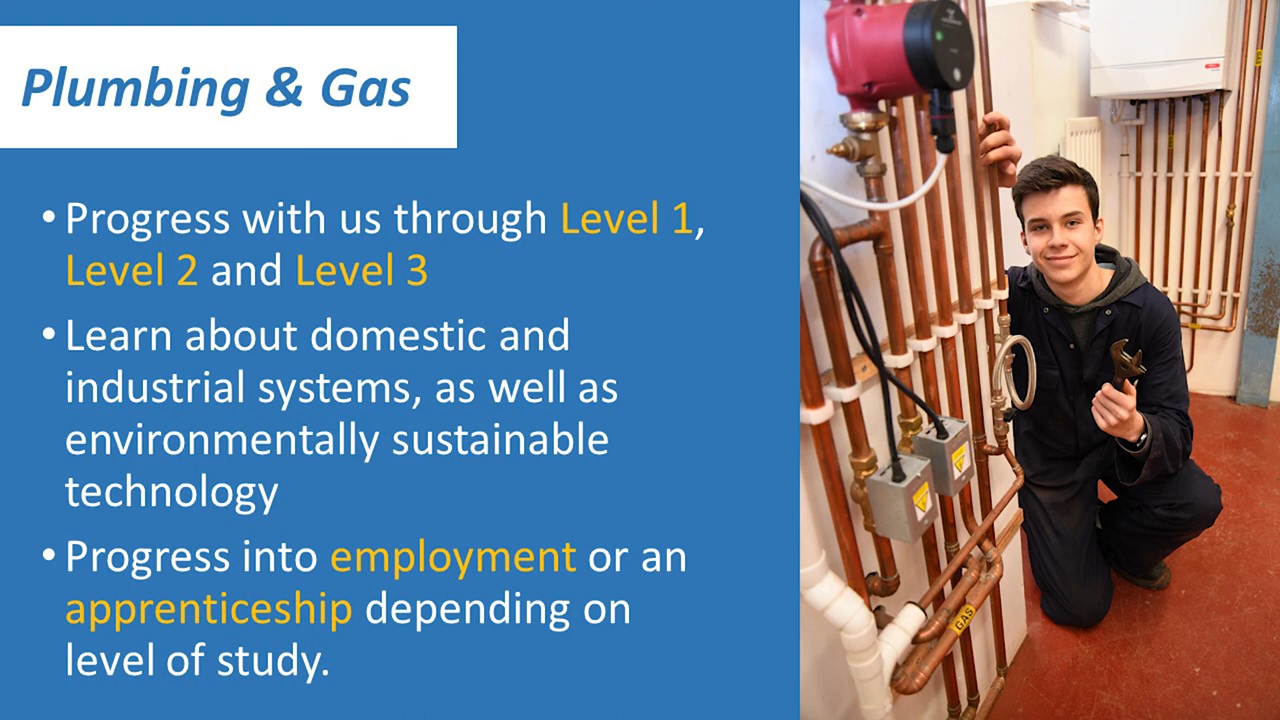 Plumbing & Gas
• Progress with us through Level 1,
Level 2 and Level 3
• Learn about domestic and
industrial systems, as well as
environmentally sustainable
technology
• Progress into employment or an
apprenticeship depending on
level of study.
GAS